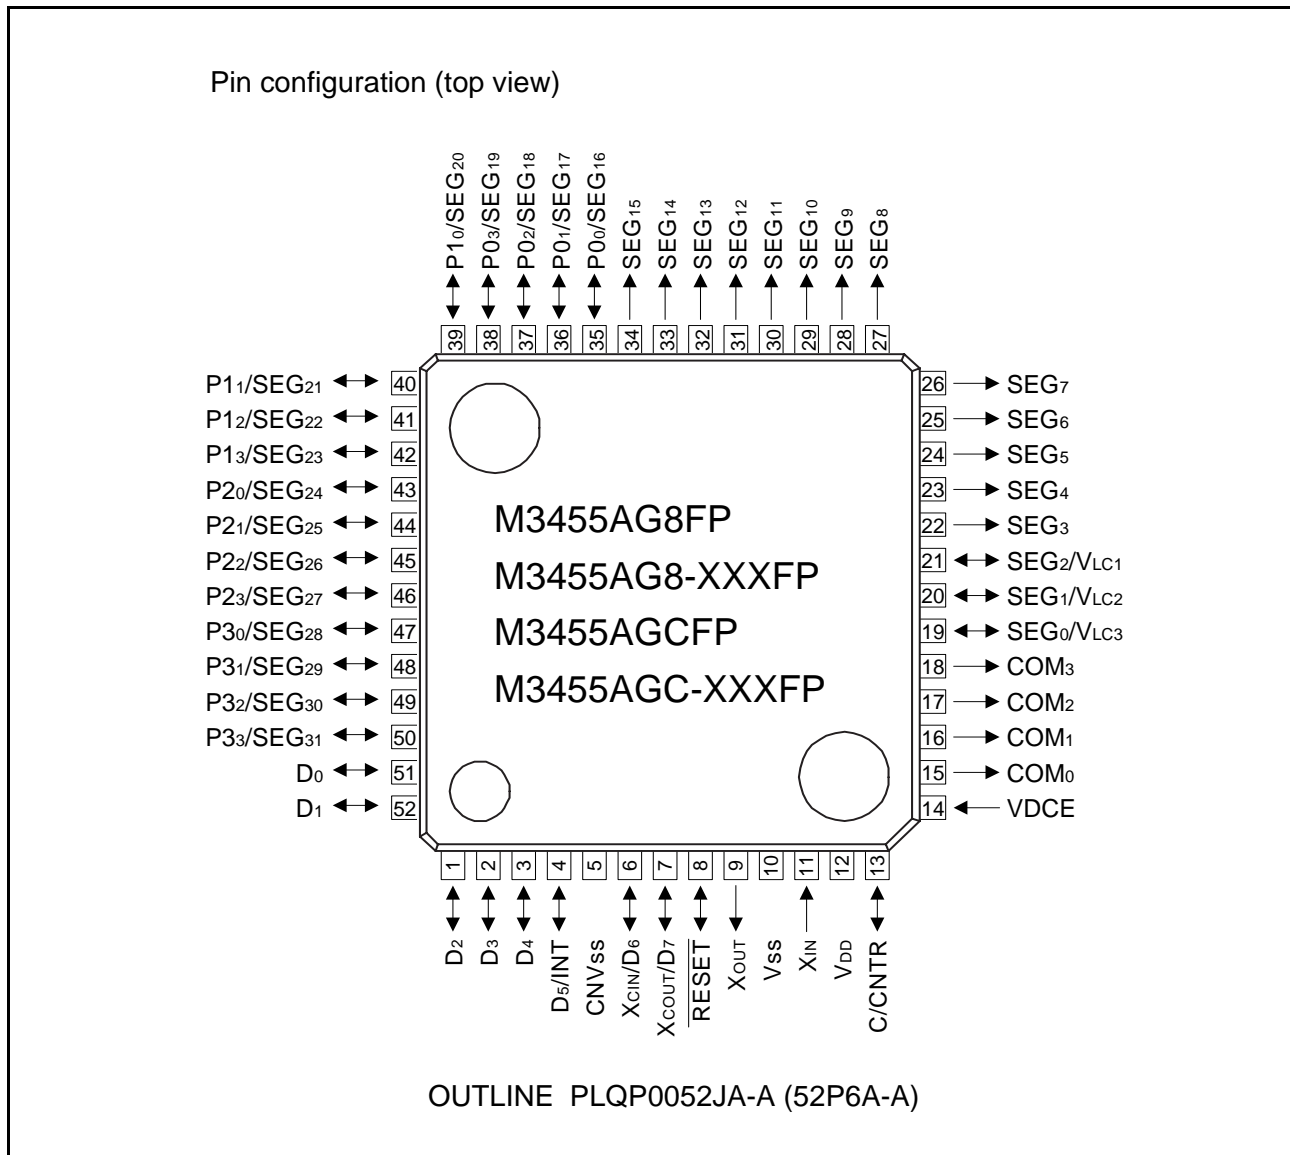 Pin configuration (top view)
P10/SEG20
P03/SEG19
P02/SEG18
P01/SEG17
P00/SEG16
SEG15
SEG14
SEG13
SEG12
SEG11
SEG10
SEG9
SEG8
39 38 37 36 35 34 33 32 31 30 29 28 27
P11/SEG21 40
P12/SEG22 41
P13/SEG23 42
P20/SEG24 43
P21/SEG25 44
P22/SEG26 45
P23/SEG27 46
P30/SEG28 47
P31/SEG29 48
P32/SEG30 49
P33/SEG31 50
D0 51
D1 52
M3455AG8FP
M3455AG8-XXXFP
M3455AGCFP
M3455AGC-XXXFP
26 SEG7
25 SEG6
24 SEG5
23 SEG4
22 SEG3
21 SEG2/VLC1
20 SEG1/VLC2
19 SEG0/VLC3
18 COM3
17 COM2
16 COM1
15 COM0
14 VDCE
1 2 3 4 5 6 7 8 9 10 11 12 13
D2
D3
D4
D5/INT
CNVss
XCIN/D6
XCOUT/D7
RESET
XOUT
Vss
XIN
VDD
C/CNTR
OUTLINE PLQP0052JA-A (52P6A-A)